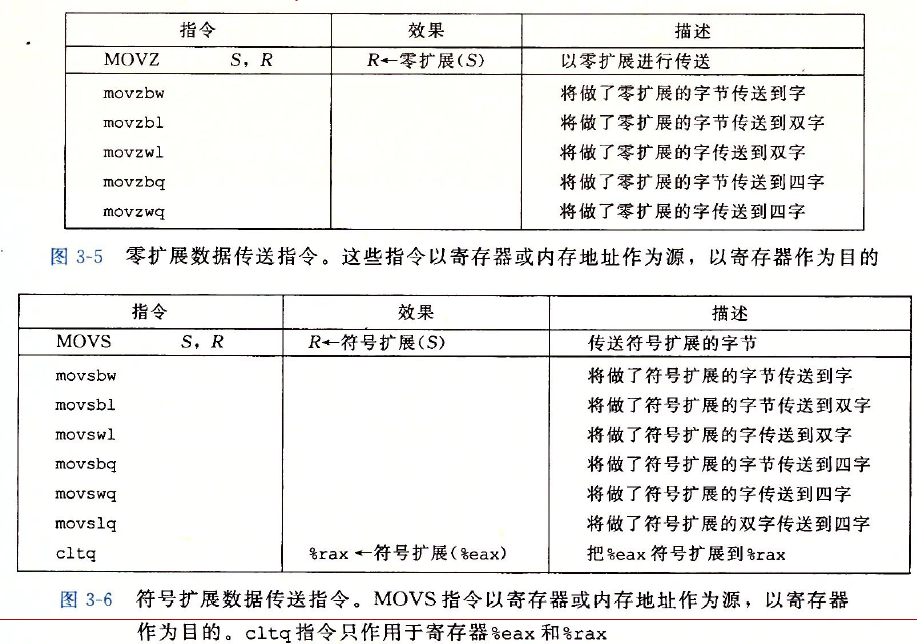 指令 效果 描述
MOVZ S, R R←零扩展(S) 以零扩展进行传送
movzbw 将做了零扩展的字节传送到字
movzbl 将做了零扩展的字节传送到双字
movzwl 将做了零扩展的字传送到双字
movzbq 将做了零扩展的字节传送到四字
movzwq 将做了零扩展的字传送到四字
图 3-5 零扩展数据传送指令。这些指令以寄存器或内存地址作为源，以寄存器作为目的
指令 效果 描述
MOVS S, R R←符号扩展(S) 传送符号扩展的字节
movsbw 将做了符号扩展的字节传送到字
movsbl 将做了符号扩展的字节传送到双字
movswl 将做了符号扩展的字传送到双字
movsbq 将做了符号扩展的字节传送到四字
movswq 将做了符号扩展的字传送到四字
movslq 将做了符号扩展的双字传送到四字
cltq %rax←符号扩展(%eax) 把%eax符号扩展到%rax
图 3-6 符号扩展数据传送指令。MOVS 指令以寄存器或内存地址作为源，以寄存器
作为目的。cltq指令只作用于寄存器%eax 和%rax